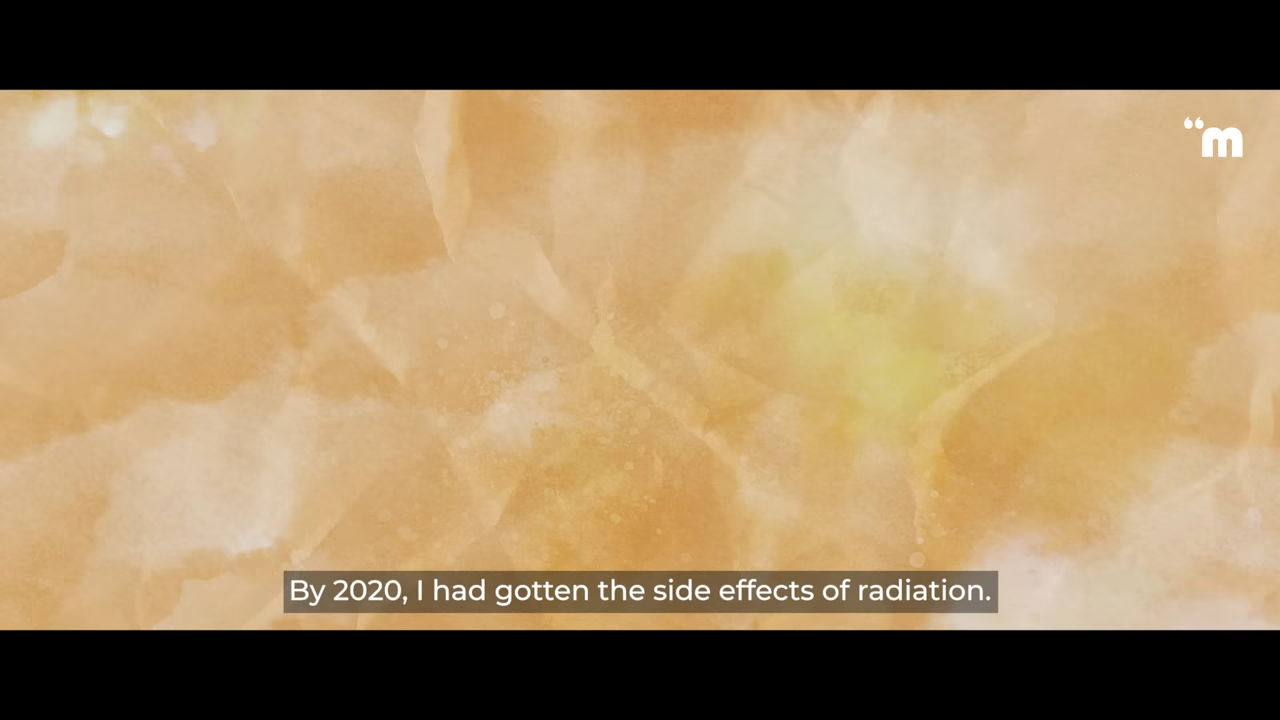 “m
By 2020, I had gotten the side effects of radiation.